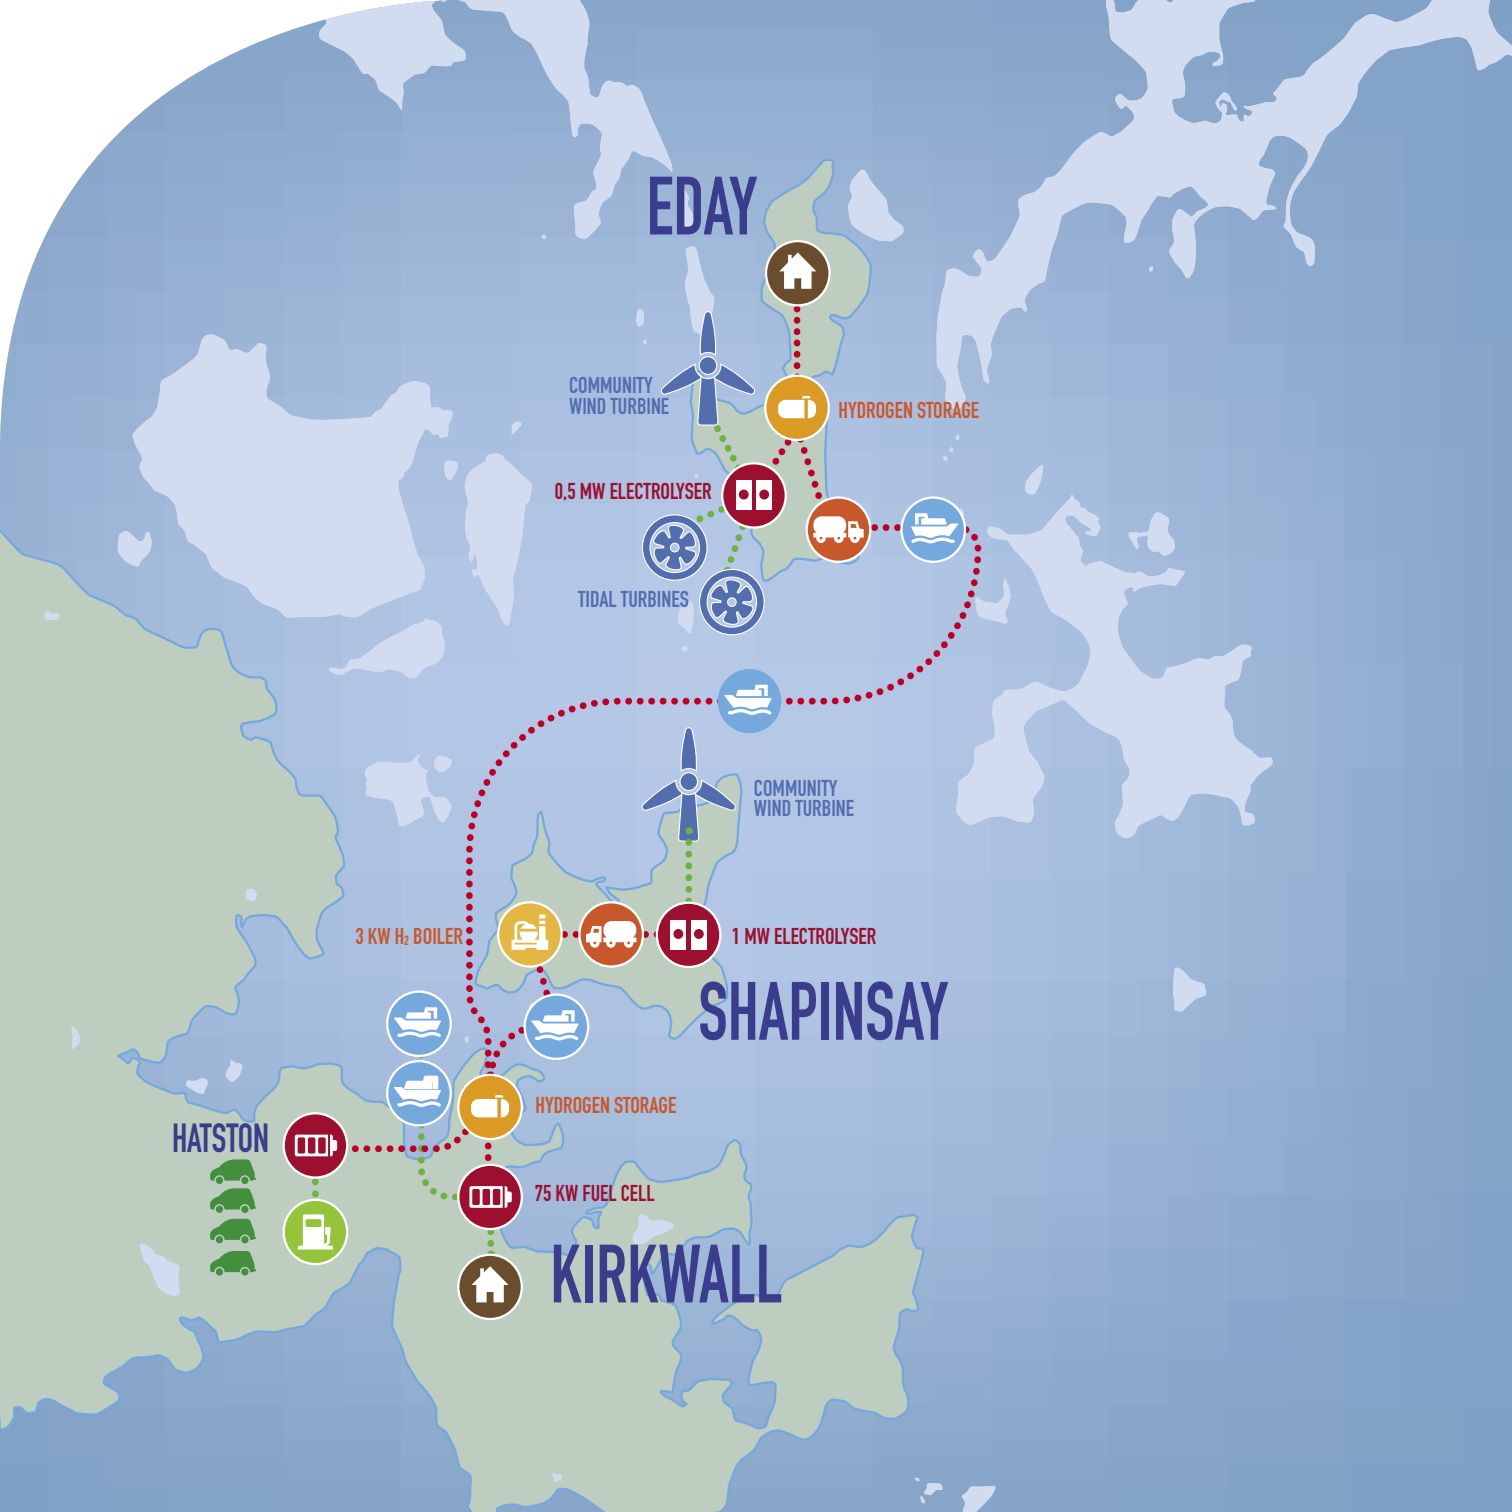 EDAY
COMMUNITY
WIND TURBINE
HYDROGEN STORAGE
0,5 MW ELECTROLYSER
TIDAL TURBINES
COMMUNITY
WIND TURBINE
3 KW H₂ BOILER
1 MW ELECTROLYSER
SHAPINSAY
HYDROGEN STORAGE
HATSTON
75 KW FUEL CELL
KIRKWALL